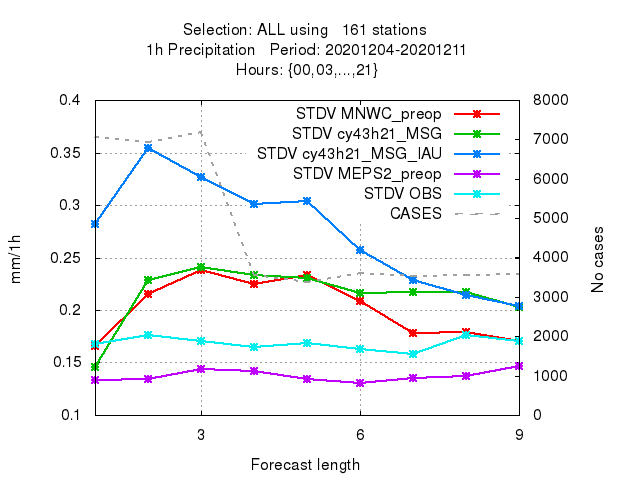 Selection: ALL using   161 stations
1h Precipitation   Period: 20201204-20201211
Hours: {00,03,...,21}
0.4
0.35
0.3
0.25
0.2
0.15
0.1
mm/1h
8000
7000
6000
5000
4000
3000
2000
1000
0
No cases
STDV MNWC_preop
STDV cy43h21_MSG
STDV cy43h21_MSG_IAU
STDV MEPS2_preop
STDV OBS
CASES
3
6
9
Forecast length